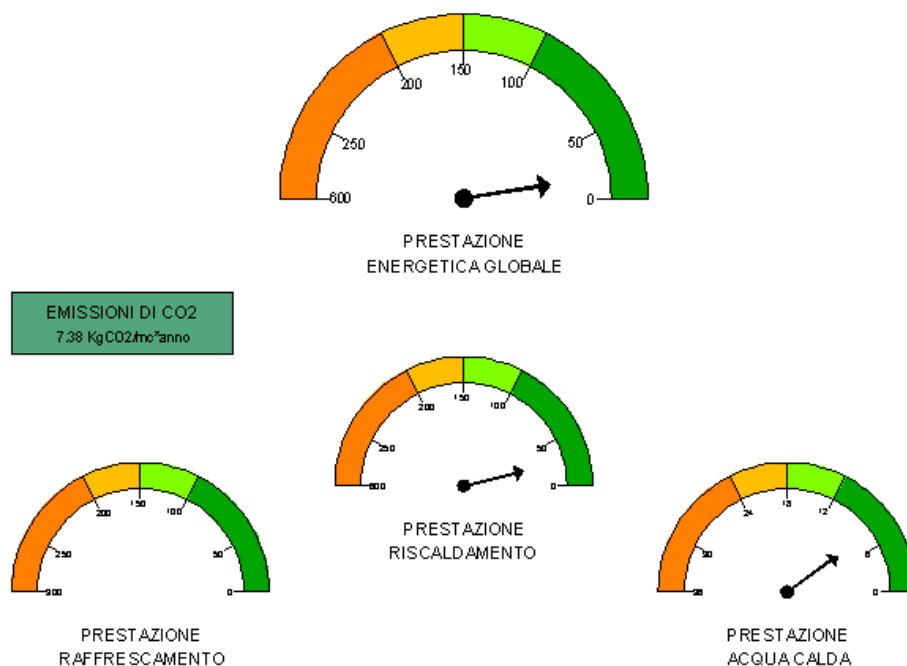 150
200
100
250
50
600
0
PRESTAZIONE
ENERGETICA GLOBALE
EMISSIONI DI CO2
7.38 KgCO2/mc*anno
150
200
100
250
50
600
0
PRESTAZIONE
RISCALDAMENTO
150
200
100
250
50
300
0
PRESTAZIONE
RAFFRESCAMENTO
18
24
12
30
6
36
0
PRESTAZIONE
ACQUA CALDA